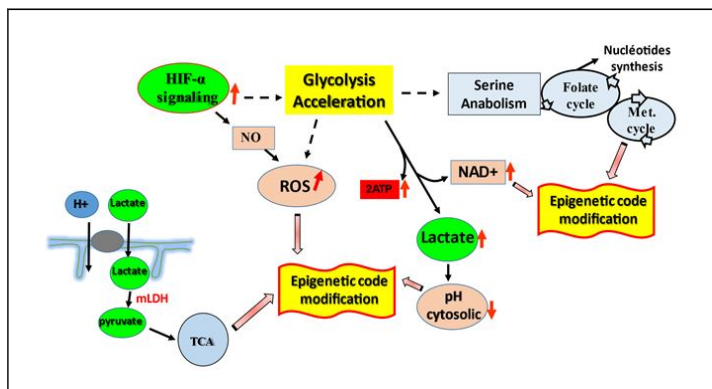 HIF-α
signaling
Glycolysis
Acceleration
Serine
Anabolism
Folate
cycle
Nucléotides
synthesis
Met.
cycle
NO
ROS
2ATP
NAD+
Epigenetic code
modification
H+
Lactate
Lactate
mLDH
pyruvate
TCA
Epigenetic code
modification
Lactate
pH
cytosolic